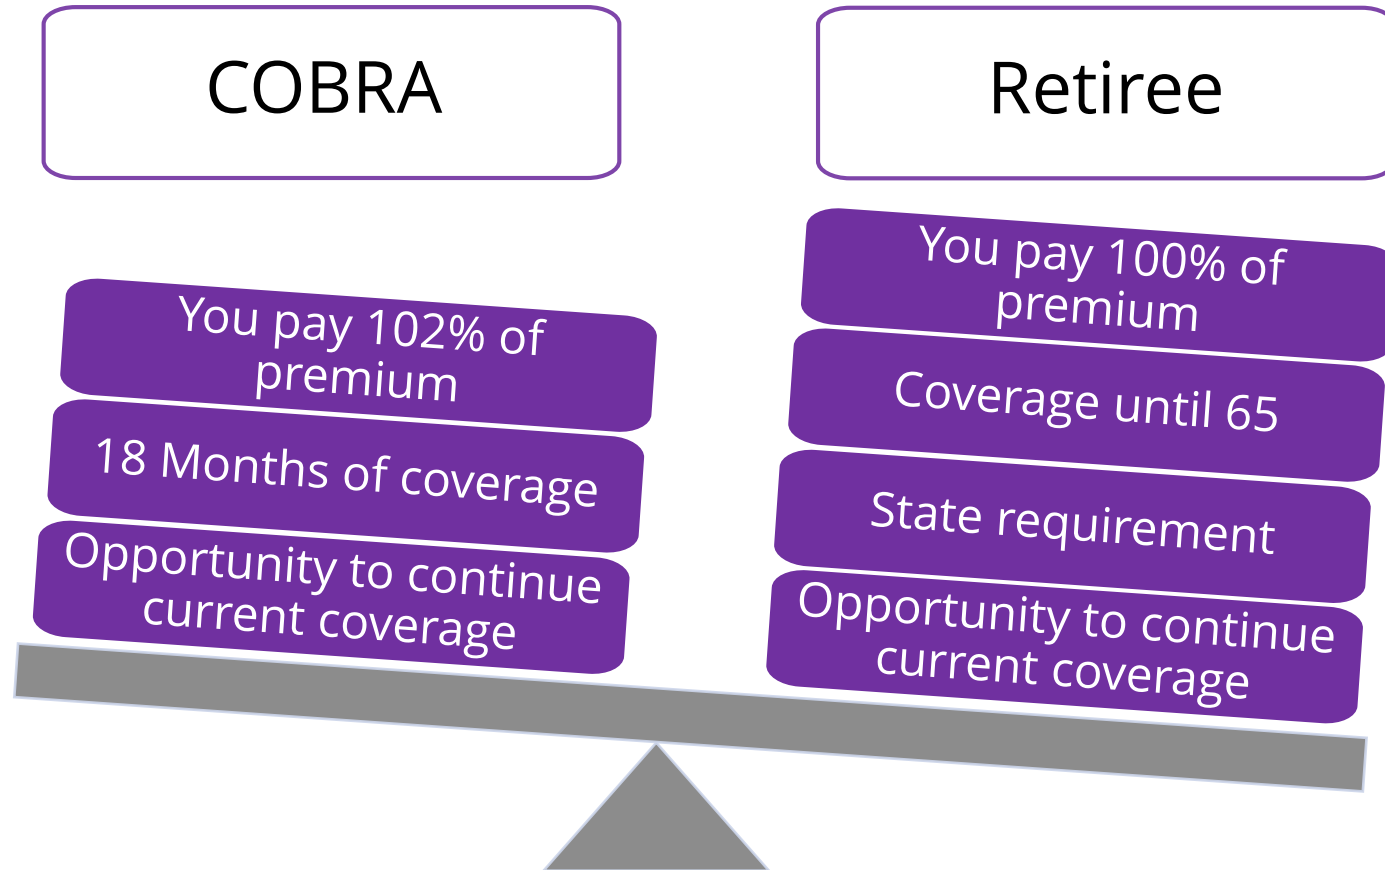 COBRA
You pay 102% of
premium
18 Months of coverage
Opportunity to continue
current coverage
Retiree
You pay 100% of
premium
Coverage until 65
State requirement
Opportunity to continue
current coverage